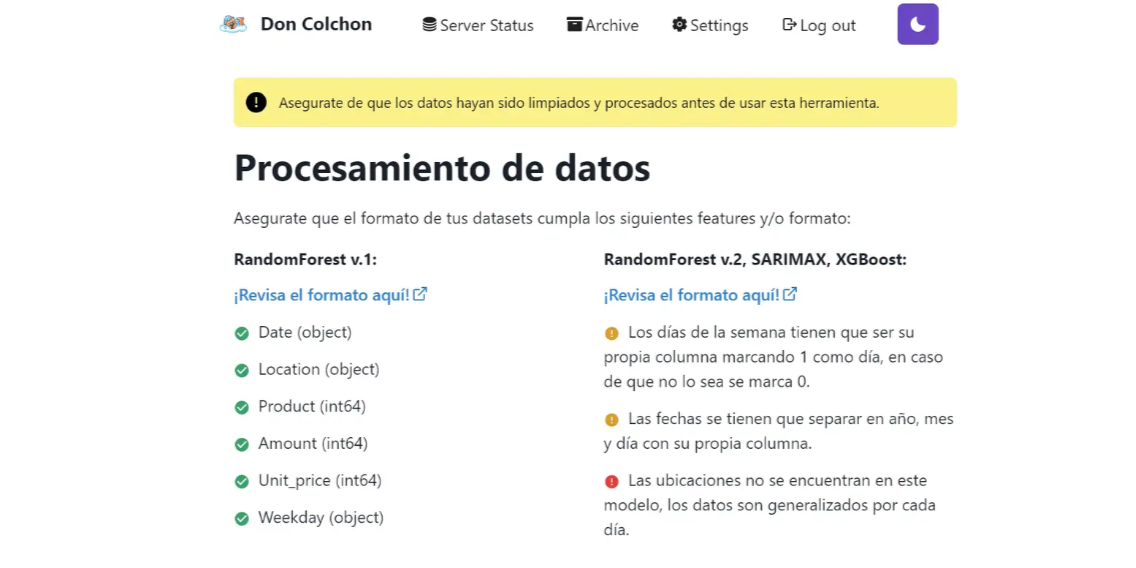 Don Colchon Server Status Archive Settings Log out
Asegurate de que los datos hayan sido limpiados y procesados antes de usar esta herramienta.
Procesamiento de datos
Asegurate que el formato de tus datasets cumpla los siguientes features y/o formato:
RandomForest v.1:
¡Revisa el formato aquí!
Date (object)
Location (object)
Product (int64)
Amount (int64)
Unit_price (int64)
Weekday (object)
RandomForest v.2, SARIMAX, XGBoost:
¡Revisa el formato aquí!
Los días de la semana tienen que ser su
propia columna marcando 1 como día, en caso
de que no lo sea se marca 0.
Las fechas se tienen que separar en año, mes
y día con su propia columna.
Las ubicaciones no se encuentran en este
modelo, los datos son generalizados por cada
día.